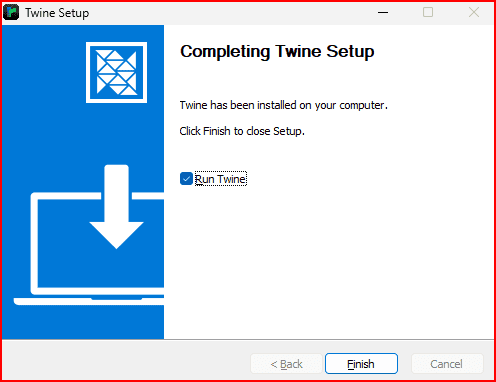 Twine Setup
Completing Twine Setup
Twine has been installed on your computer.
Click Finish to close Setup.
Run Twine
< Back
Finish
Cancel